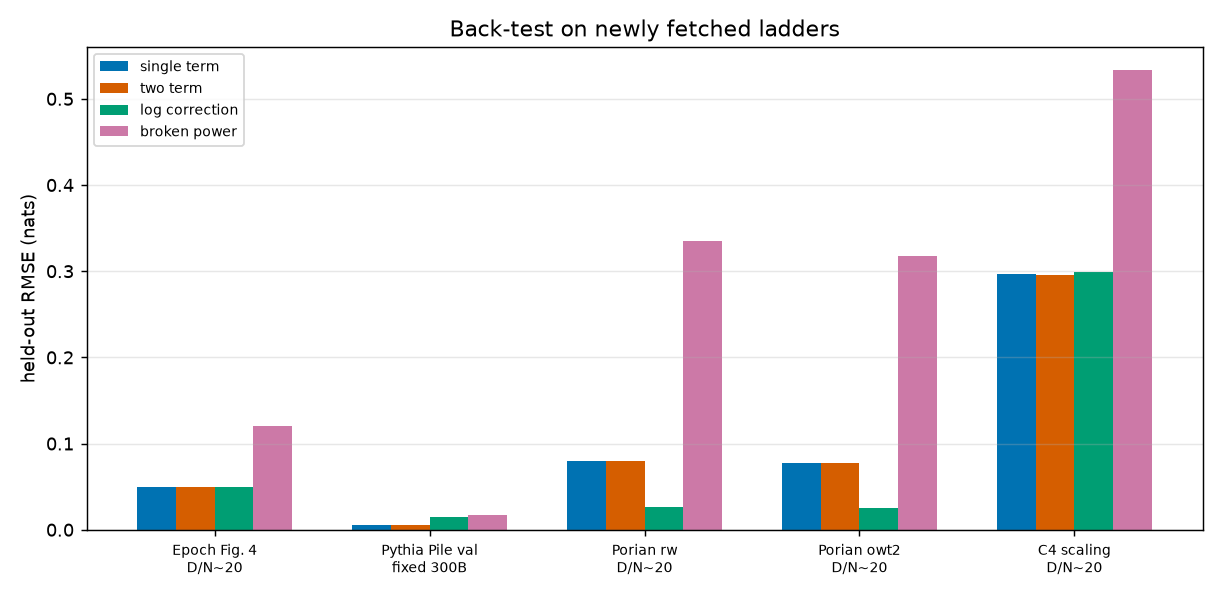 Back-test on newly fetched ladders
single term
two term
log correction
broken power
held-out RMSE (nats)
0.5
0.4
0.3
0.2
0.1
0.0
Epoch Fig. 4
D/N~20
Pythia Pile val
fixed 300B
Porian rw
D/N~20
Porian owt2
D/N~20
C4 scaling
D/N~20